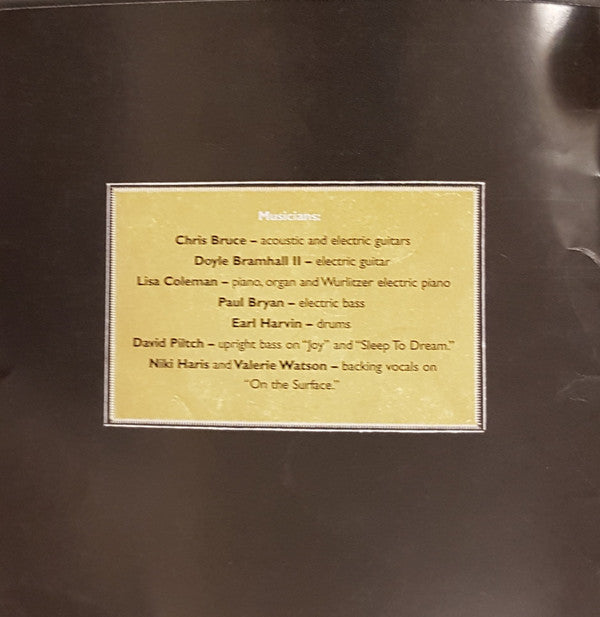 Musicians:
Chris Bruce – acoustic and electric guitars
Doyle Bramhall II – electric guitar
Lisa Coleman – piano, organ and Wurlitzer electric piano
Paul Bryan – electric bass
Earl Harvin – drums
David Piltch – upright bass on "Joy" and "Sleep To Dream."
Niki Haris and Valerie Watson – backing vocals on
"On the Surface."